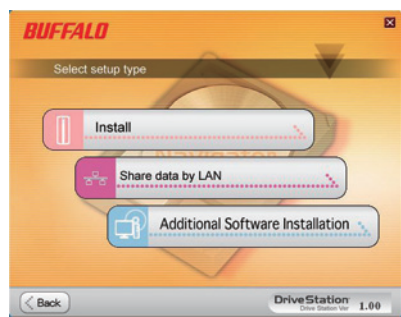 BUFFALO
Select setup type
Install
Navigator
Share data by LAN
Additional Software Installation
Back
DriveStation
Drive Station Ver 1.00